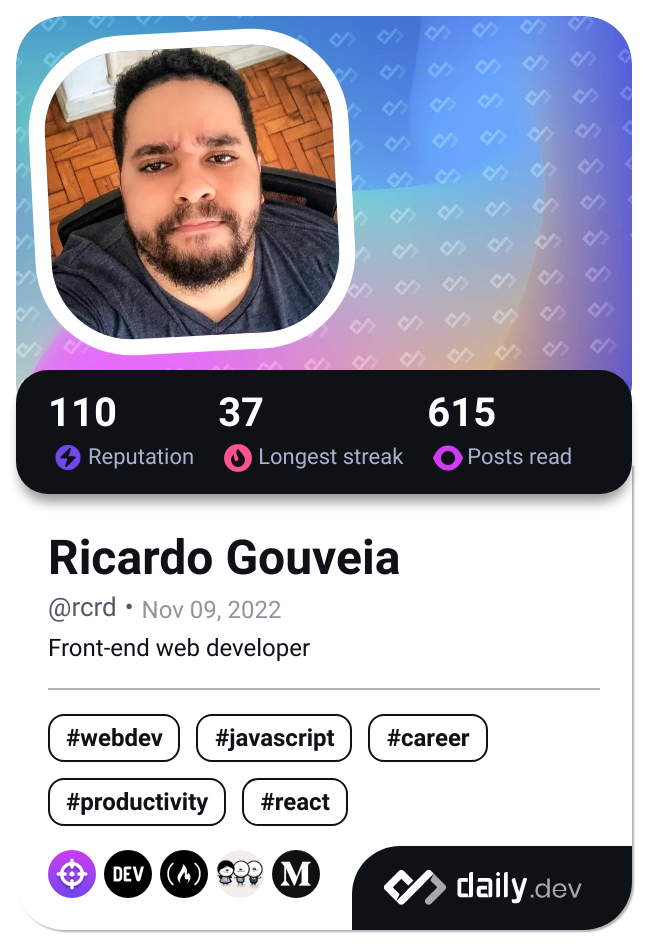 110 37 615
Reputation Longest streak Posts read
Ricardo Gouveia
@rcrd • Nov 09, 2022
Front-end web developer
#webdev #javascript #career
#productivity #react
DEV M daily.dev